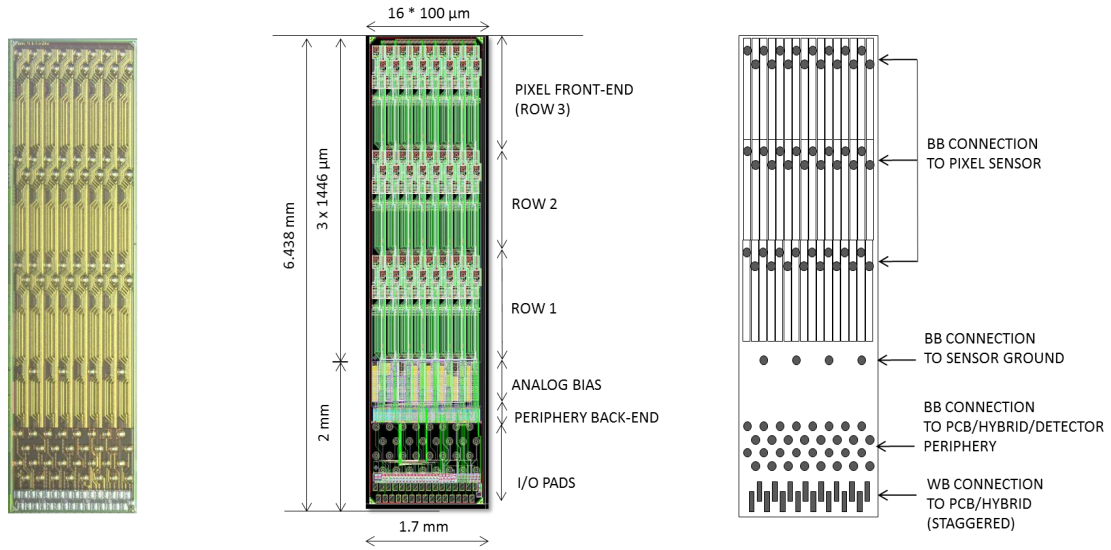 16 * 100 µm
6.438 mm
3 x 1446 µm
2 mm
PIXEL FRONT-END
(ROW 3)
ROW 2
ROW 1
ANALOG BIAS
PERIPHERY BACK-END
I/O PADS
1.7 mm
BB CONNECTION
TO PIXEL SENSOR
BB CONNECTION
TO SENSOR GROUND
BB CONNECTION
TO PCB/HYBRID/DETECTOR
PERIPHERY
WB CONNECTION
TO PCB/HYBRID
(STAGGERED)